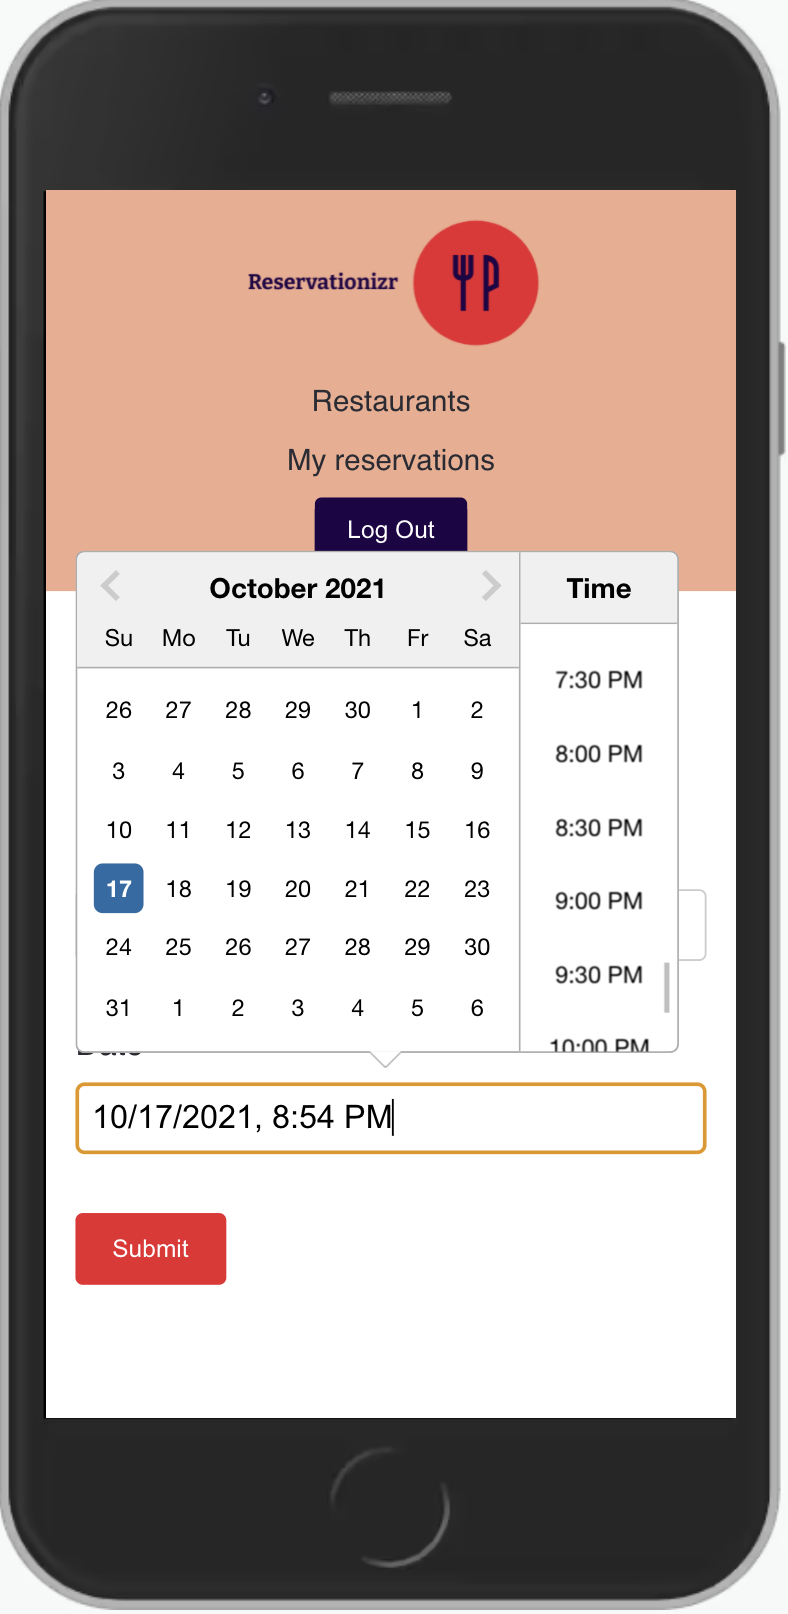 Reservationizr
Restaurants
My reservations
Log Out
October 2021
Su Mo Tu We Th Fr Sa
26 27 28 29 30 1 2
3 4 5 6 7 8 9
10 11 12 13 14 15 16
17 18 19 20 21 22 23
24 25 26 27 28 29 30
31 1 2 3 4 5 6
Time
7:30 PM
8:00 PM
8:30 PM
9:00 PM
9:30 PM
10:00 PM
Date
10/17/2021, 8:54 PM
Submit